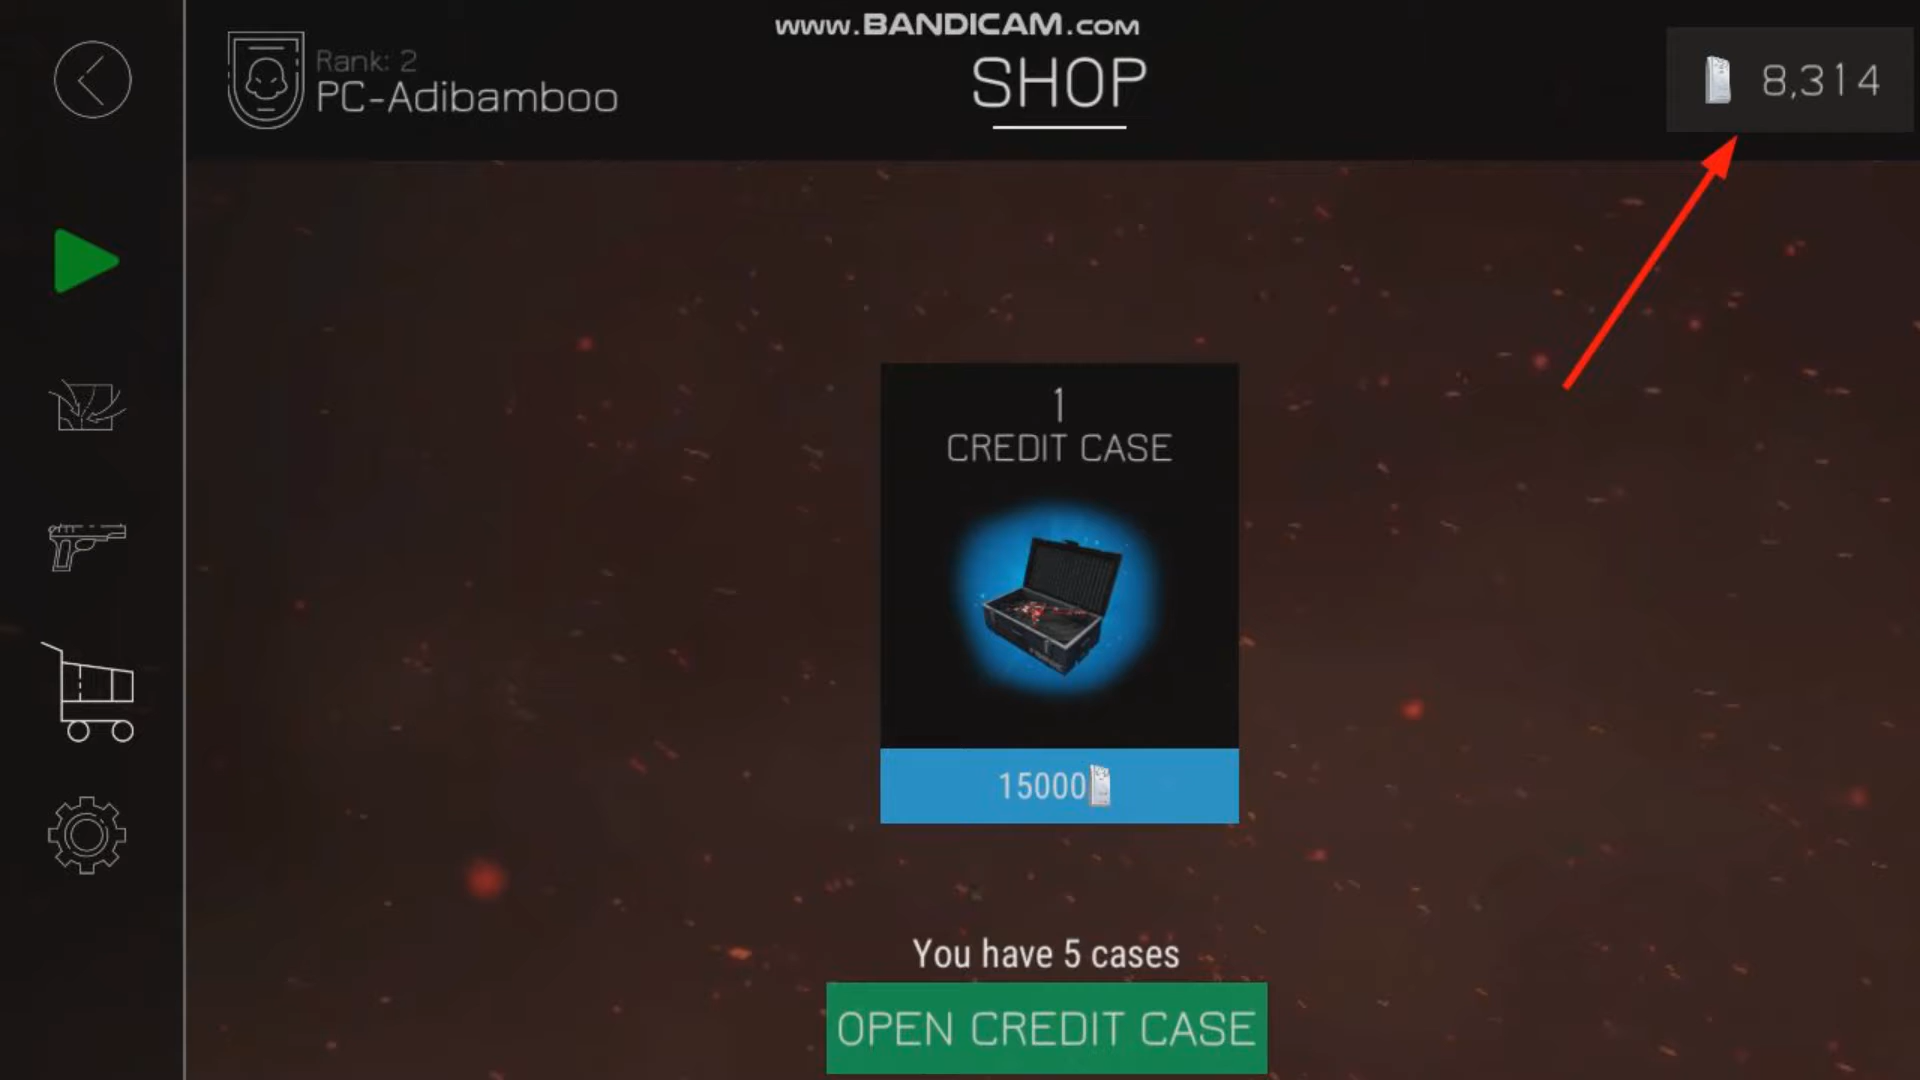 www.BANDICAM.com
Rank: 2
PC-Adibamboo
SHOP
8,314
1
CREDIT CASE
15000
You have 5 cases
OPEN CREDIT CASE